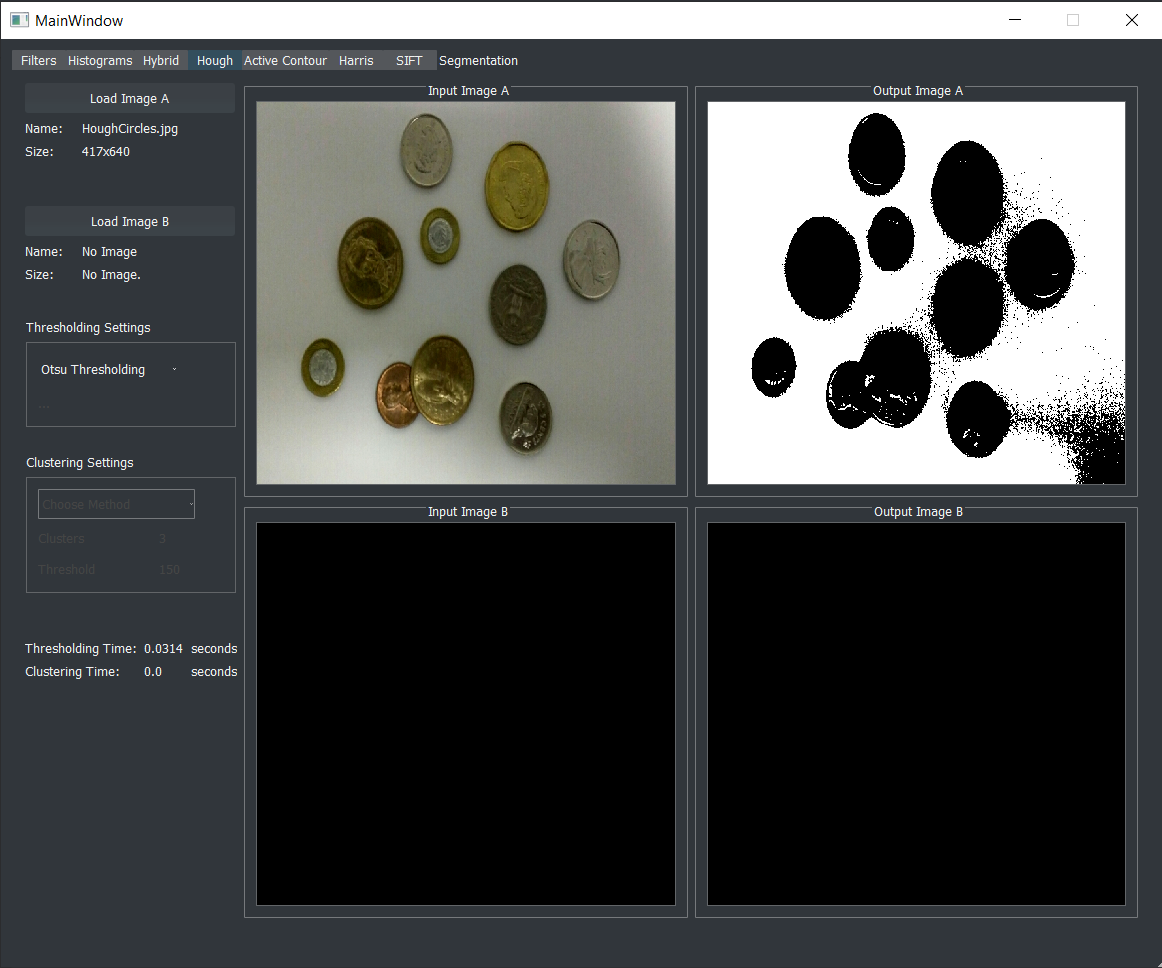 MainWindow
Filters Histograms Hybrid Hough Active Contour Harris SIFT Segmentation
Load Image A
Name: HoughCircles.jpg
Size: 417x640
Load Image B
Name: No Image
Size: No Image.
Thresholding Settings
Otsu Thresholding
...
Clustering Settings
Choose Method
Clusters 3
Threshold 150
Thresholding Time: 0.0314 seconds
Clustering Time: 0.0 seconds
Input Image A
Output Image A
Input Image B
Output Image B